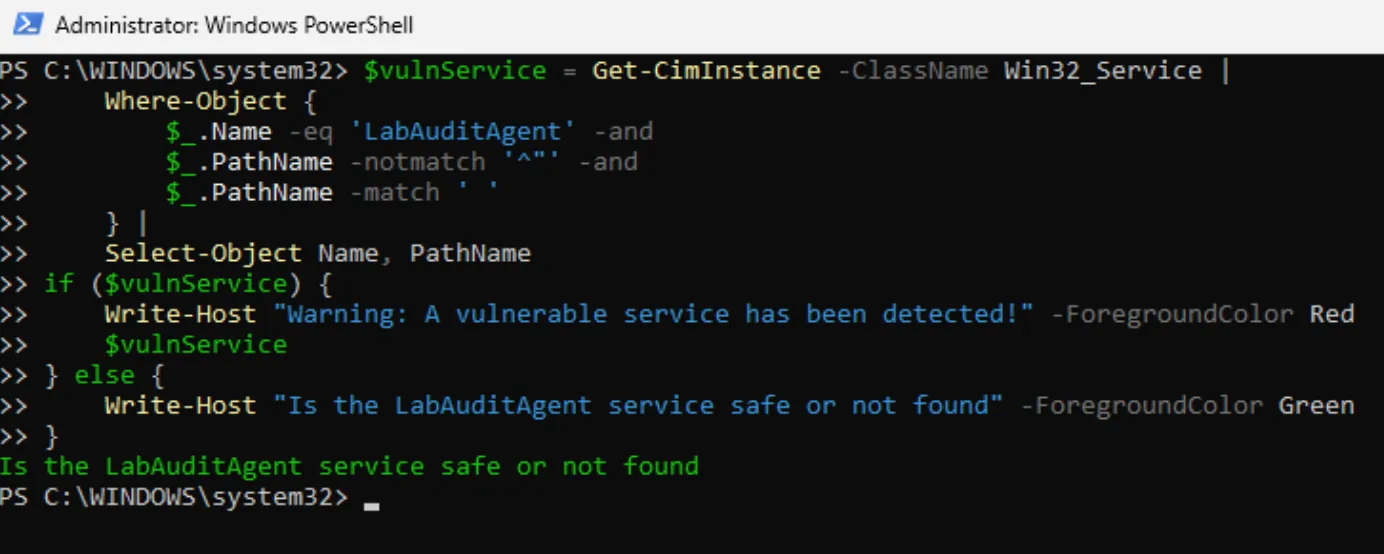 Administrator: Windows PowerShell
PS C:\WINDOWS\system32> $vulnService = Get-CimInstance -ClassName Win32_Service |
>>     Where-Object {
>>         $_.Name -eq 'LabAuditAgent' -and
>>         $_.PathName -notmatch '^"' -and
>>         $_.PathName -match ' '
>>     } |
>>     Select-Object Name, PathName
>> if ($vulnService) {
>>     Write-Host "Warning: A vulnerable service has been detected!" -ForegroundColor Red
>>     $vulnService
>> } else {
>>     Write-Host "Is the LabAuditAgent service safe or not found" -ForegroundColor Green
>> }
Is the LabAuditAgent service safe or not found
PS C:\WINDOWS\system32>